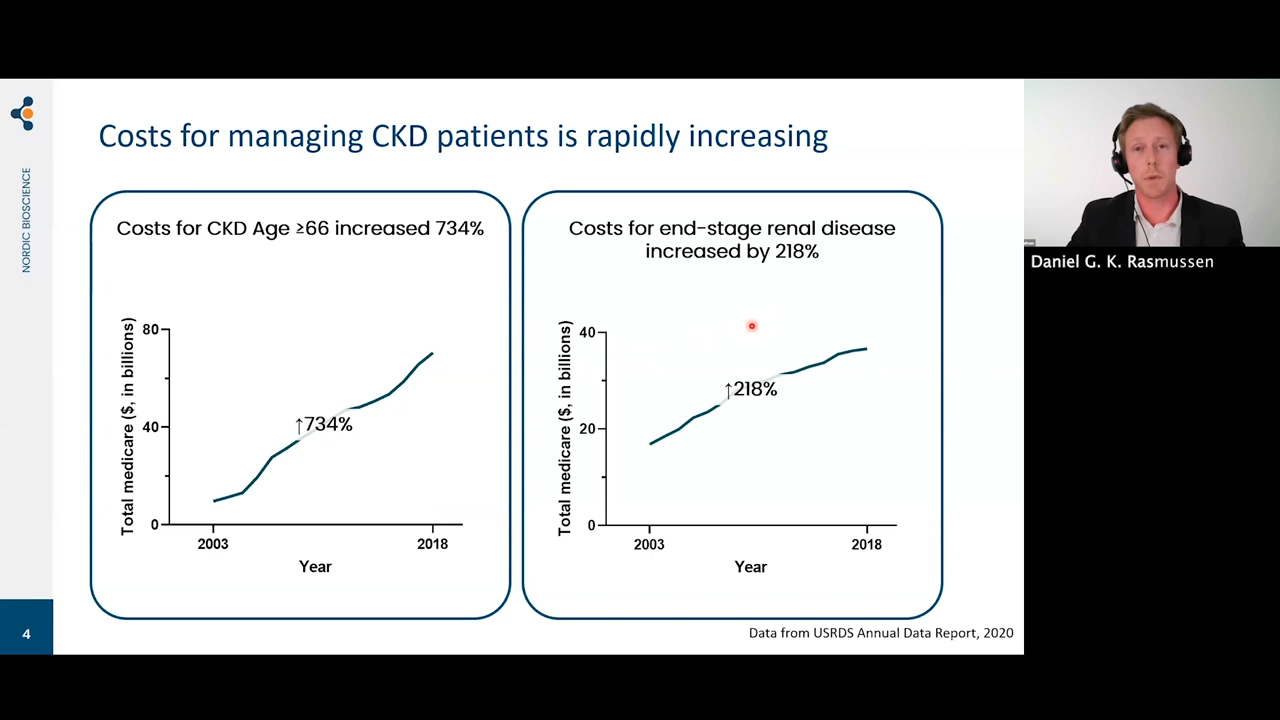 Costs for managing CKD patients is rapidly increasing
NORDIC BIOSCIENCE
Costs for CKD Age ≥66 increased 734%
Total medicare ($, in billions)
80
40
0
↑734%
2003
2018
Year
Costs for end-stage renal disease
increased by 218%
Total medicare ($, in billions)
40
20
0
↑218%
2003
2018
Year
4
Data from USRDS Annual Data Report, 2020
Daniel G. K. Rasmussen